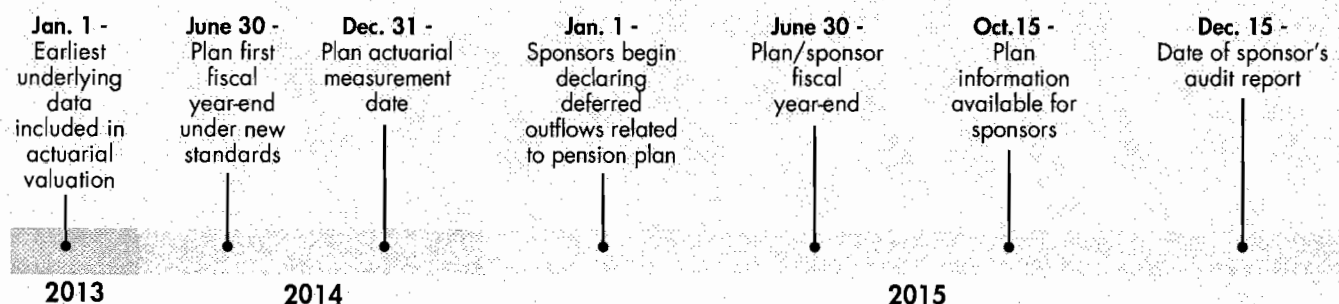 Jan. 1 -
Earliest
underlying
data
included in
actuarial
valuation
June 30 -
Plan first
fiscal
year-end
under new
standards
Dec. 31 -
Plan actuarial
measurement
date
Jan. 1 -
Sponsors begin
declaring
deferred
outflows related
to pension plan
June 30 -
Plan/sponsor
fiscal
year-end
Oct.15 -
Plan
information
available for
sponsors
Dec. 15 -
Date of sponsor's
audit report
2013
2014
2015